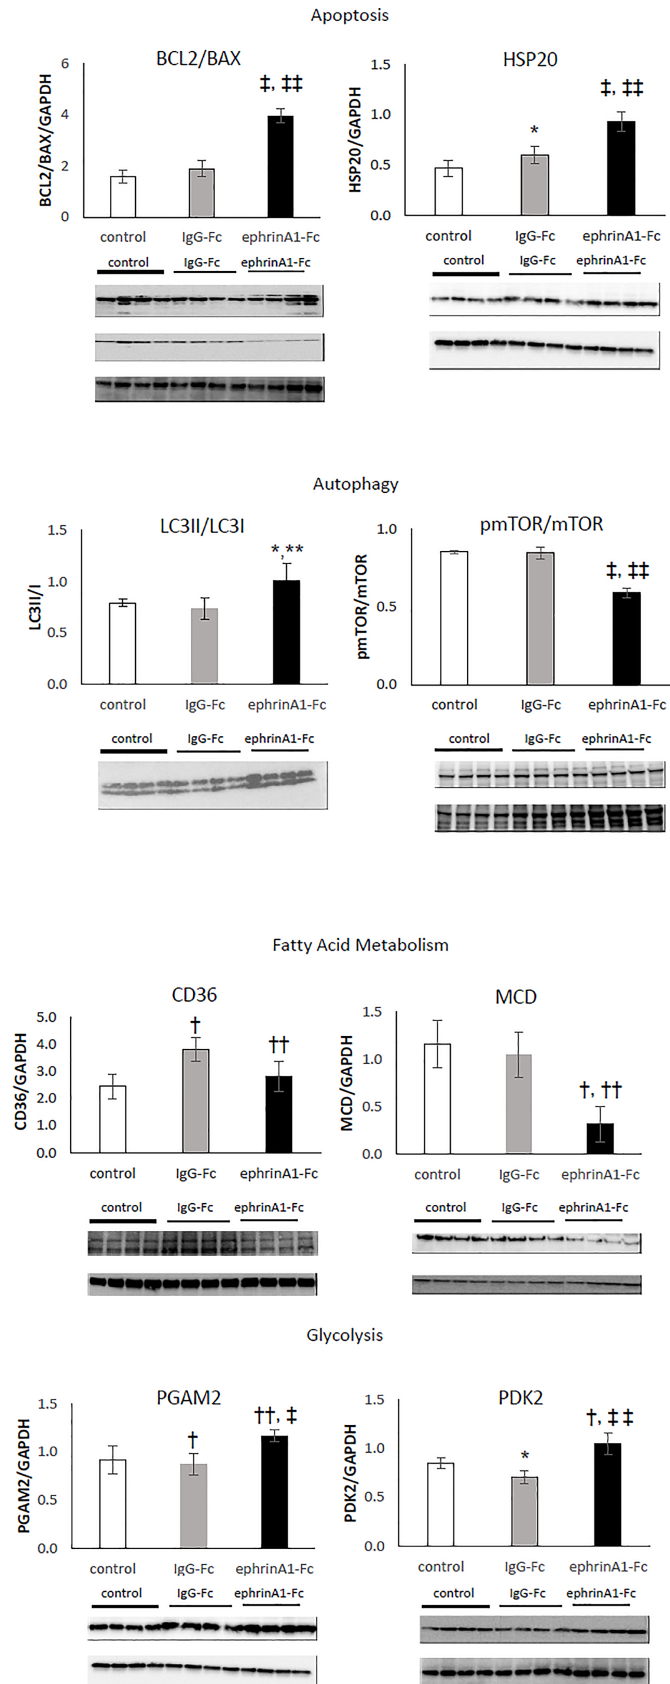 Apoptosis
BCL2/BAX
BCL2/BAX/GAPDH
6
4
2
0
‡, ‡‡
control IgG-Fc ephrinA1-Fc
control IgG-Fc ephrinA1-Fc
HSP20
HSP20/GAPDH
1.5
1.0
0.5
0.0
*
‡, ‡‡
control IgG-Fc ephrinA1-Fc
control IgG-Fc ephrinA1-Fc
Autophagy
LC3II/LC3I
LC3II/I
1.5
1.0
0.5
0.0
*,**
control IgG-Fc ephrinA1-Fc
control IgG-Fc ephrinA1-Fc
pmTOR/mTOR
pmTOR/mTOR
1.0
0.5
0.0
‡, ‡‡
control IgG-Fc ephrinA1-Fc
control IgG-Fc ephrinA1-Fc
Fatty Acid Metabolism
CD36
CD36/GAPDH
5.0
4.0
3.0
2.0
1.0
0.0
†
††
control IgG-Fc ephrinA1-Fc
control IgG-Fc ephrinA1-Fc
MCD
MCD/GAPDH
1.5
1.0
0.5
0.0
†, ††
control IgG-Fc ephrinA1-Fc
control IgG-Fc ephrinA1-Fc
Glycolysis
PGAM2
PGAM2/GAPDH
1.5
1.0
0.5
0.0
†
††, ‡
control IgG-Fc ephrinA1-Fc
control IgG-Fc ephrinA1-Fc
PDK2
PDK2/GAPDH
1.5
1.0
0.5
0.0
*
†, ‡ ‡
control IgG-Fc ephrinA1-Fc
control IgG-Fc ephrinA1-Fc